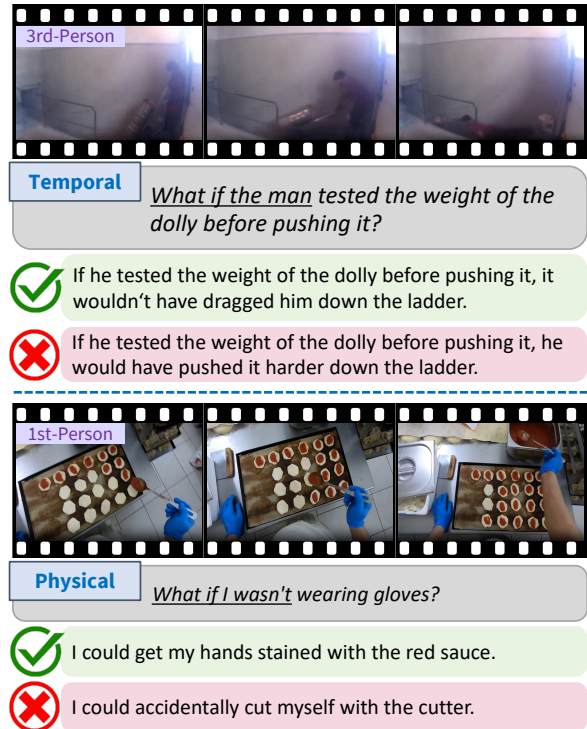 3rd-Person
Temporal
What if the man tested the weight of the
dolly before pushing it?
If he tested the weight of the dolly before pushing it, it
wouldn‘t have dragged him down the ladder.
If he tested the weight of the dolly before pushing it, he
would have pushed it harder down the ladder.
1st-Person
Physical
What if I wasn't wearing gloves?
I could get my hands stained with the red sauce.
I could accidentally cut myself with the cutter.